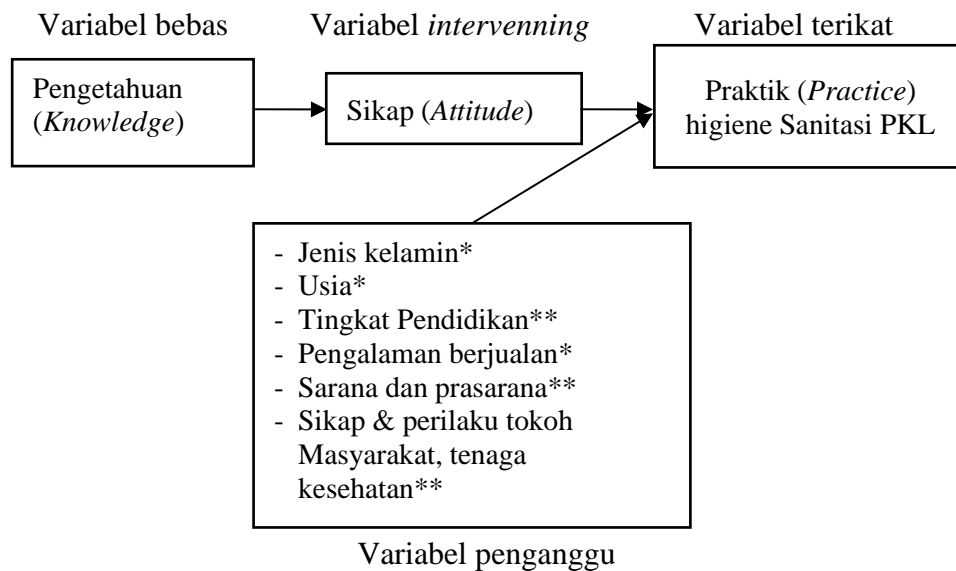 Variabel bebas
Variabel intervenning
Variabel terikat
Pengetahuan
(Knowledge)
Sikap (Attitude)
Praktik (Practice)
higiene Sanitasi PKL
- Jenis kelamin*
- Usia*
- Tingkat Pendidikan**
- Pengalaman berjualan*
- Sarana dan prasarana**
- Sikap & perilaku tokoh
Masyarakat, tenaga
kesehatan**
Variabel penganggu